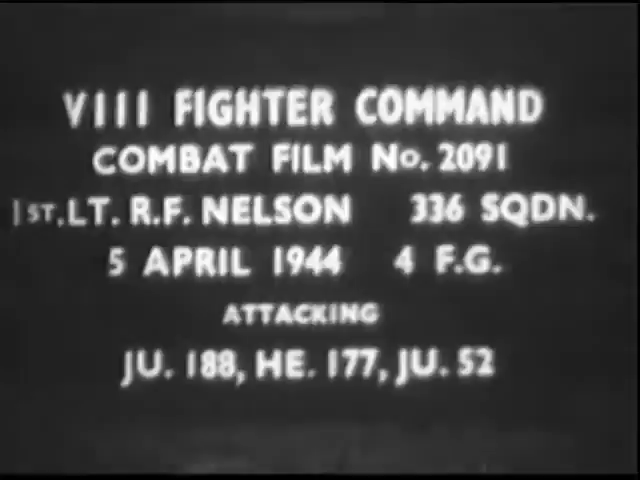 VIII FIGHTER COMMAND
COMBAT FILM No. 2091
1ST. LT. R.F. NELSON 336 SQDN.
5 APRIL 1944 4 F.G.
ATTACKING
JU. 188, HE. 177, JU. 52